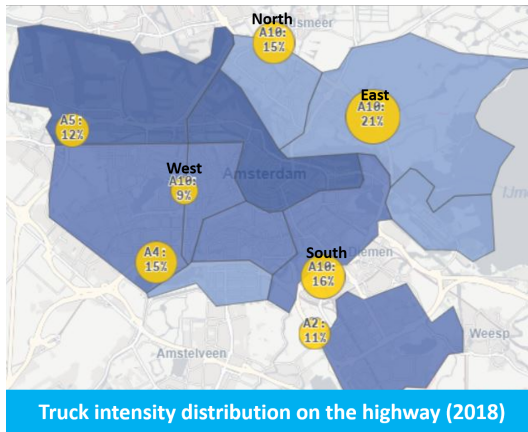 North
A10:
15%
East
A10:
21%
A5:
12%
West
A10:
9%
Amsterdam
A4:
15%
South
A10:
16%
Diemen
A2:
11%
Weesp
Amstelveen
Truck intensity distribution on the highway (2018)